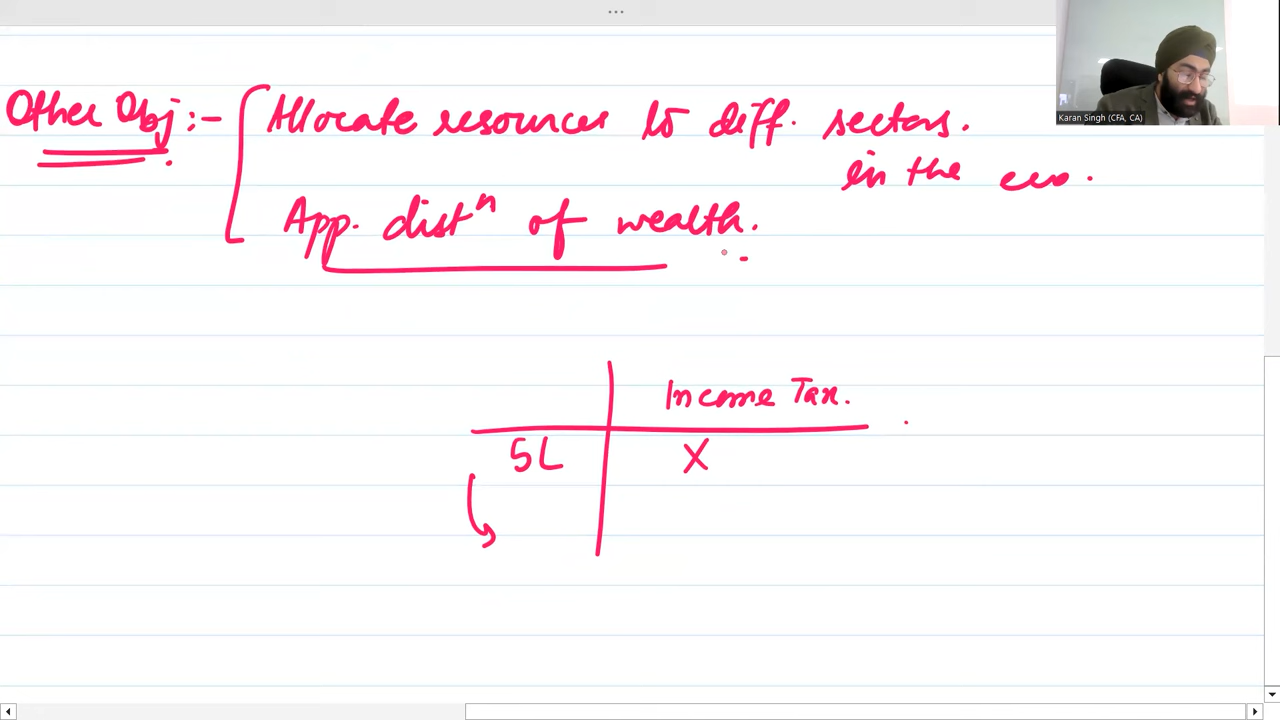 Karan Singh (CFA, CA)
Other Obj :- Allocate resources to diff. sectors.
in the eco.
App. distⁿ of wealth.
Income Tax.
5L X